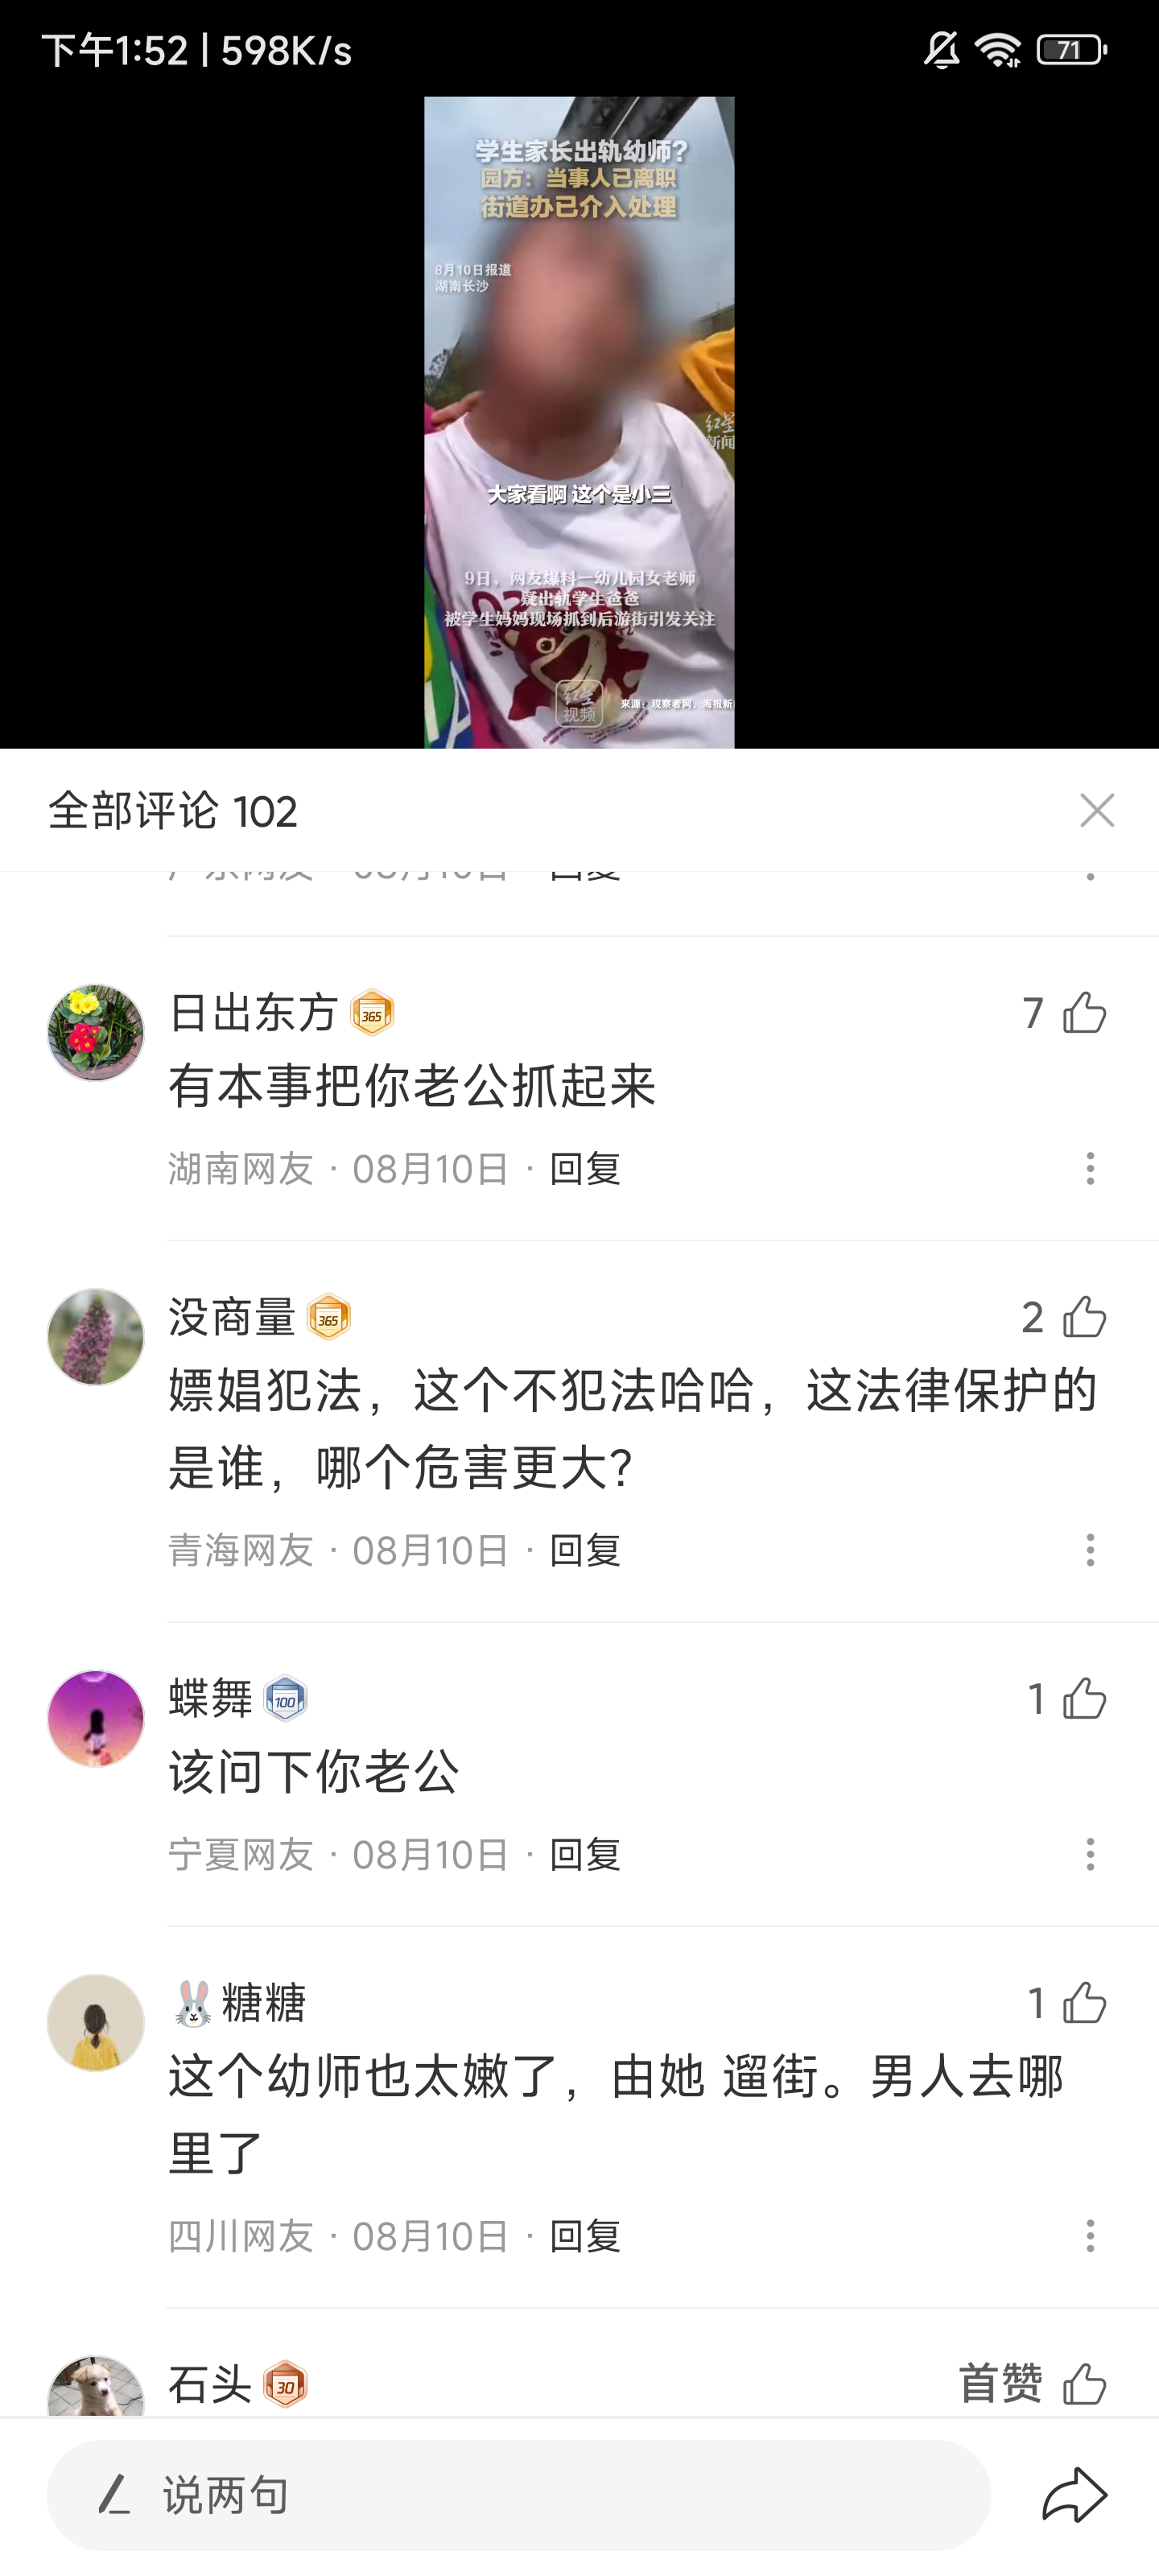 下午1:52 | 598K/s
71
学生家长出轨幼师?
园方：当事人已离职
街道办已介入处理
8月10日报道
湖南长沙
红星
新闻
大家看啊 这个是小三
9日，网友爆料一幼儿园女老师
疑出轨学生爸爸
被学生妈妈现场抓到后游街引发关注
红星
视频
来源：观察者网、海报新
全部评论 102
广东网友 · 08月10日 · 回复
日出东方 365
7
有本事把你老公抓起来
湖南网友 · 08月10日 · 回复
没商量 365
2
嫖娼犯法，这个不犯法哈哈，这法律保护的
是谁，哪个危害更大?
青海网友 · 08月10日 · 回复
蝶舞 100
1
该问下你老公
宁夏网友 · 08月10日 · 回复
🐰糖糖
1
这个幼师也太嫩了，由她 遛街。男人去哪
里了
四川网友 · 08月10日 · 回复
石头 30
首赞
说两句